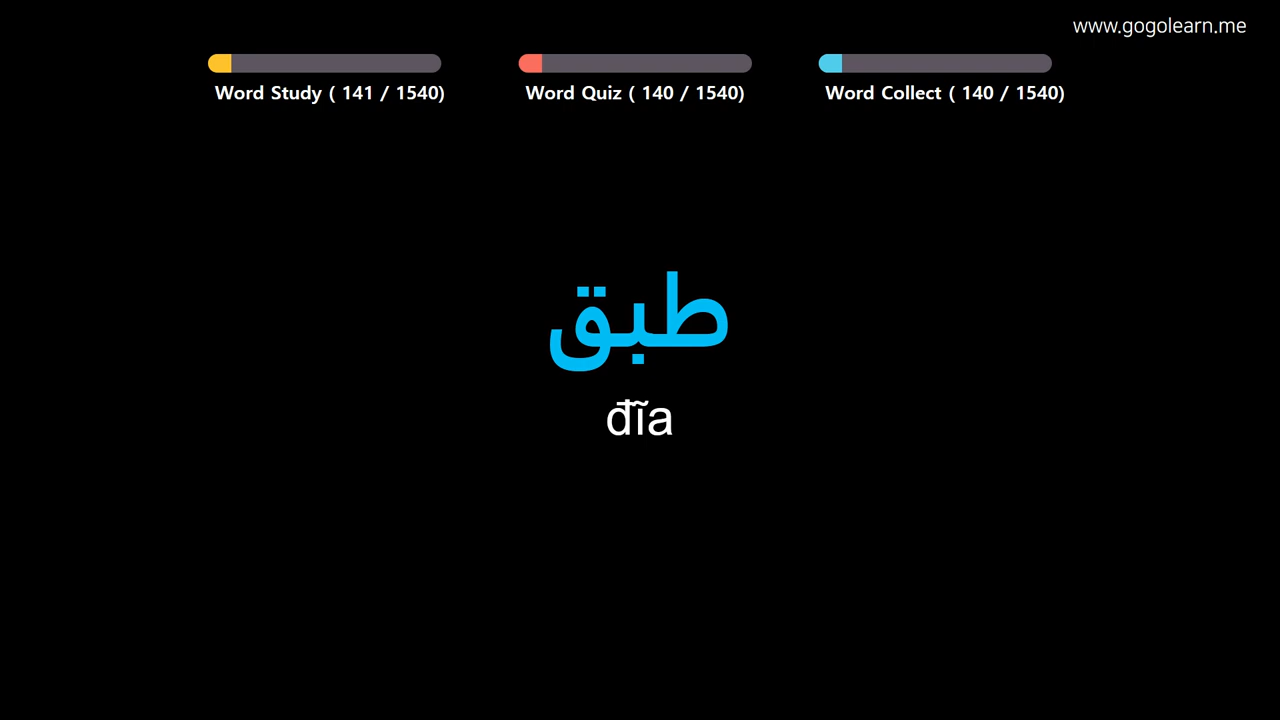 www.gogolearn.me
Word Study ( 141 / 1540)
Word Quiz ( 140 / 1540)
Word Collect ( 140 / 1540)
طبق
đĩa